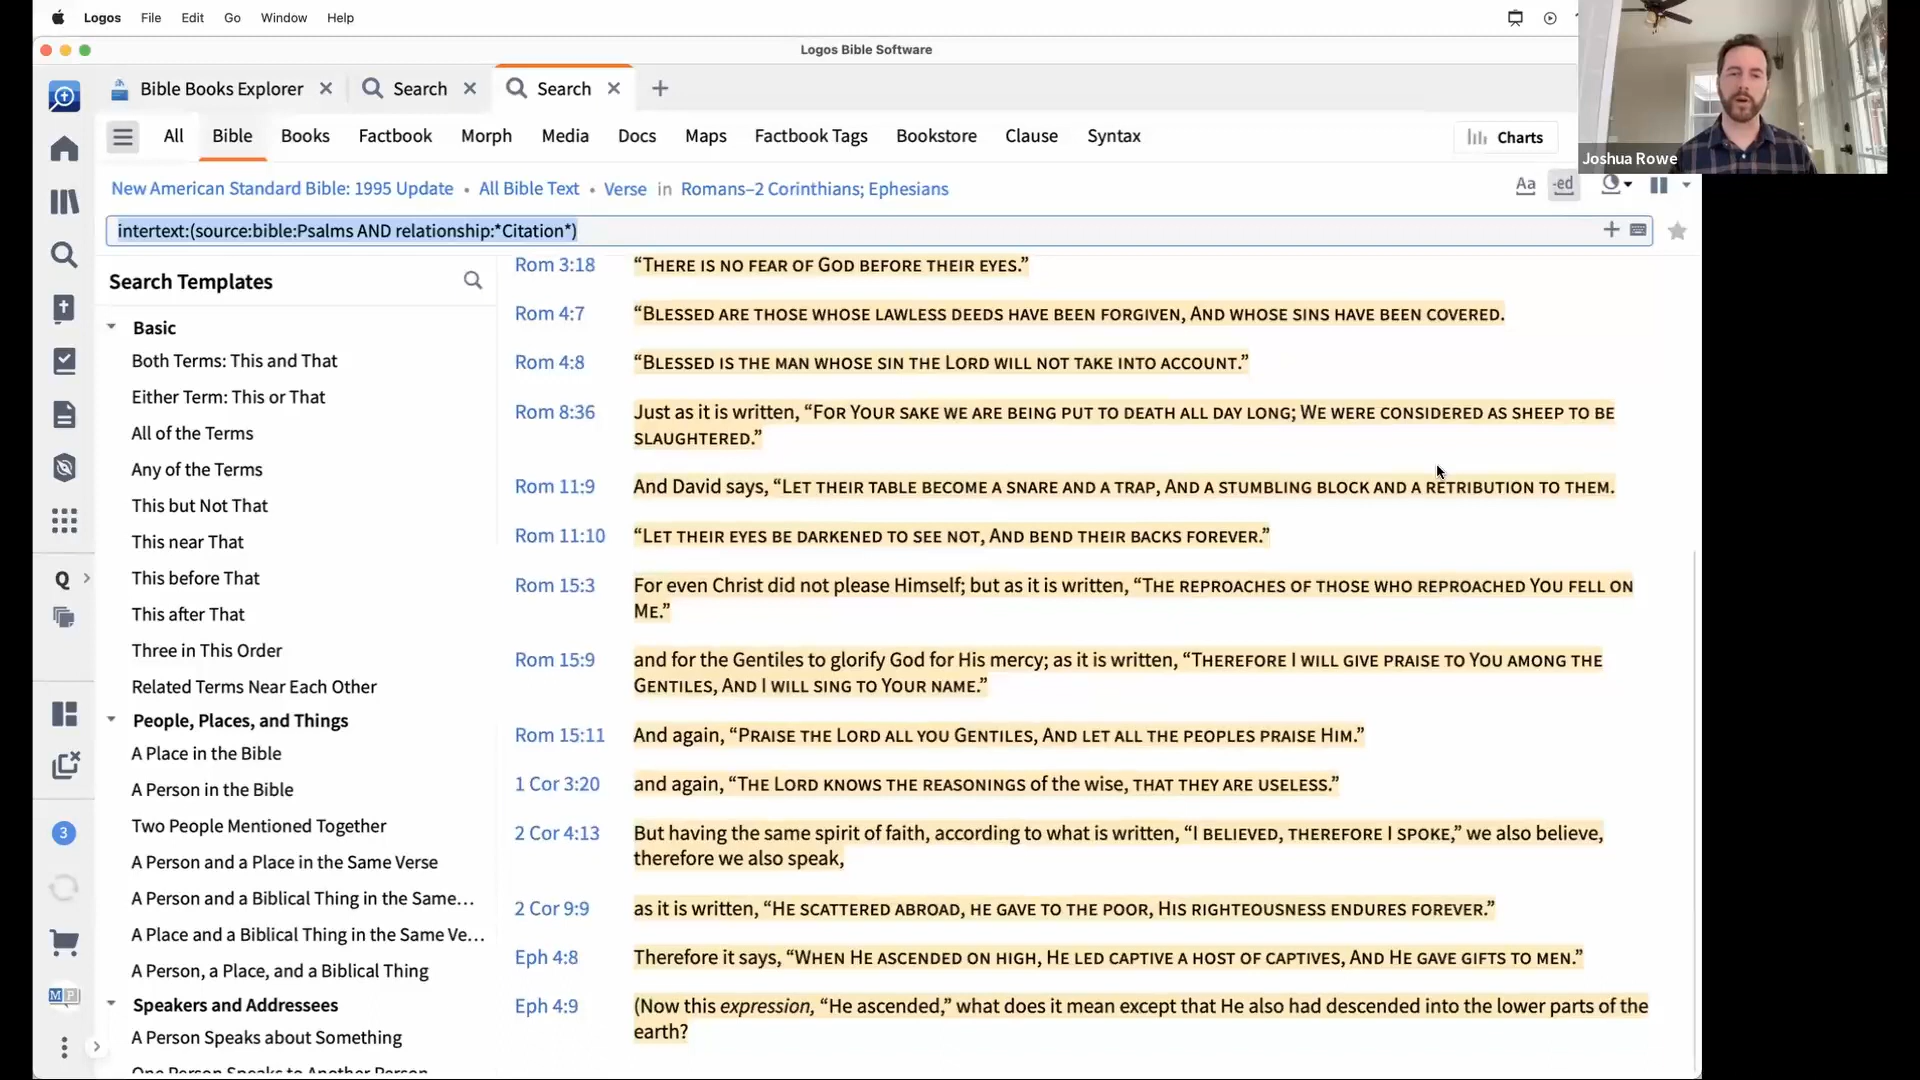 Logos File Edit Go Window Help
Logos Bible Software
Bible Books Explorer Search Search
All Bible Books Factbook Morph Media Docs Maps Factbook Tags Bookstore Clause Syntax Charts
Joshua Rowe
New American Standard Bible: 1995 Update • All Bible Text • Verse in Romans–2 Corinthians; Ephesians
Aa -ed
intertext:(source:bible:Psalms AND relationship:*Citation*)
Search Templates
Basic
Both Terms: This and That
Either Term: This or That
All of the Terms
Any of the Terms
This but Not That
This near That
This before That
This after That
Three in This Order
Related Terms Near Each Other
People, Places, and Things
A Place in the Bible
A Person in the Bible
Two People Mentioned Together
A Person and a Place in the Same Verse
A Person and a Biblical Thing in the Same…
A Place and a Biblical Thing in the Same Ve…
A Person, a Place, and a Biblical Thing
Speakers and Addressees
A Person Speaks about Something
One Person Speaks to Another Person
Rom 3:18 “There is no fear of God before their eyes.”
Rom 4:7 “Blessed are those whose lawless deeds have been forgiven, And whose sins have been covered.
Rom 4:8 “Blessed is the man whose sin the Lord will not take into account.”
Rom 8:36 Just as it is written, “For Your sake we are being put to death all day long; We were considered as sheep to be
slaughtered.”
Rom 11:9 And David says, “Let their table become a snare and a trap, And a stumbling block and a retribution to them.
Rom 11:10 “Let their eyes be darkened to see not, And bend their backs forever.”
Rom 15:3 For even Christ did not please Himself; but as it is written, “The reproaches of those who reproached You fell on
Me.”
Rom 15:9 and for the Gentiles to glorify God for His mercy; as it is written, “Therefore I will give praise to You among the
Gentiles, And I will sing to Your name.”
Rom 15:11 And again, “Praise the Lord all you Gentiles, And let all the peoples praise Him.”
1 Cor 3:20 and again, “The Lord knows the reasonings of the wise, that they are useless.”
2 Cor 4:13 But having the same spirit of faith, according to what is written, “I believed, therefore I spoke,” we also believe,
therefore we also speak,
2 Cor 9:9 as it is written, “He scattered abroad, he gave to the poor, His righteousness endures forever.”
Eph 4:8 Therefore it says, “When He ascended on high, He led captive a host of captives, And He gave gifts to men.”
Eph 4:9 (Now this expression, “He ascended,” what does it mean except that He also had descended into the lower parts of the
earth?
Q
3
M P